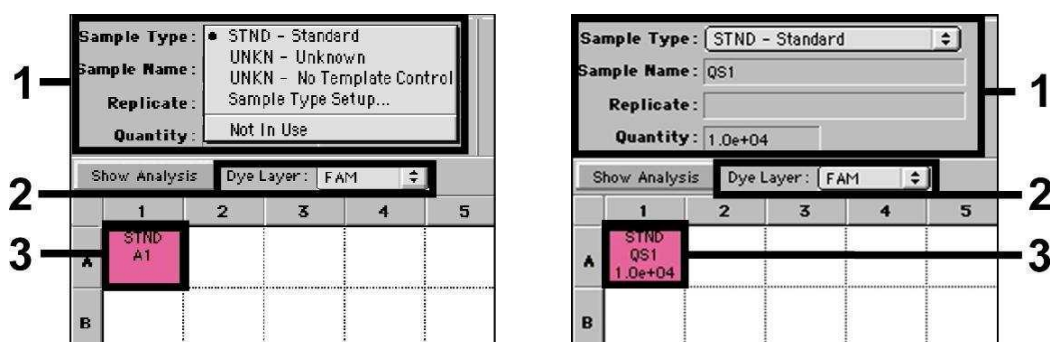 Sample Type:
● STND - Standard
UNKN - Unknown
Sample Name:
UNKN - No Template Control
Replicate:
Sample Type Setup...
Quantity:
Not In Use
1
Show Analysis
Dye Layer: FAM
2
1 2 3 4 5
3
STND
A1
A
B
Sample Type: STND - Standard
Sample Name: QS1
1
Replicate:
Quantity: 1.0e+04
Show Analysis
Dye Layer: FAM
2
1 2 3 4 5
STND
QS1
1.0e+04
3
A
B